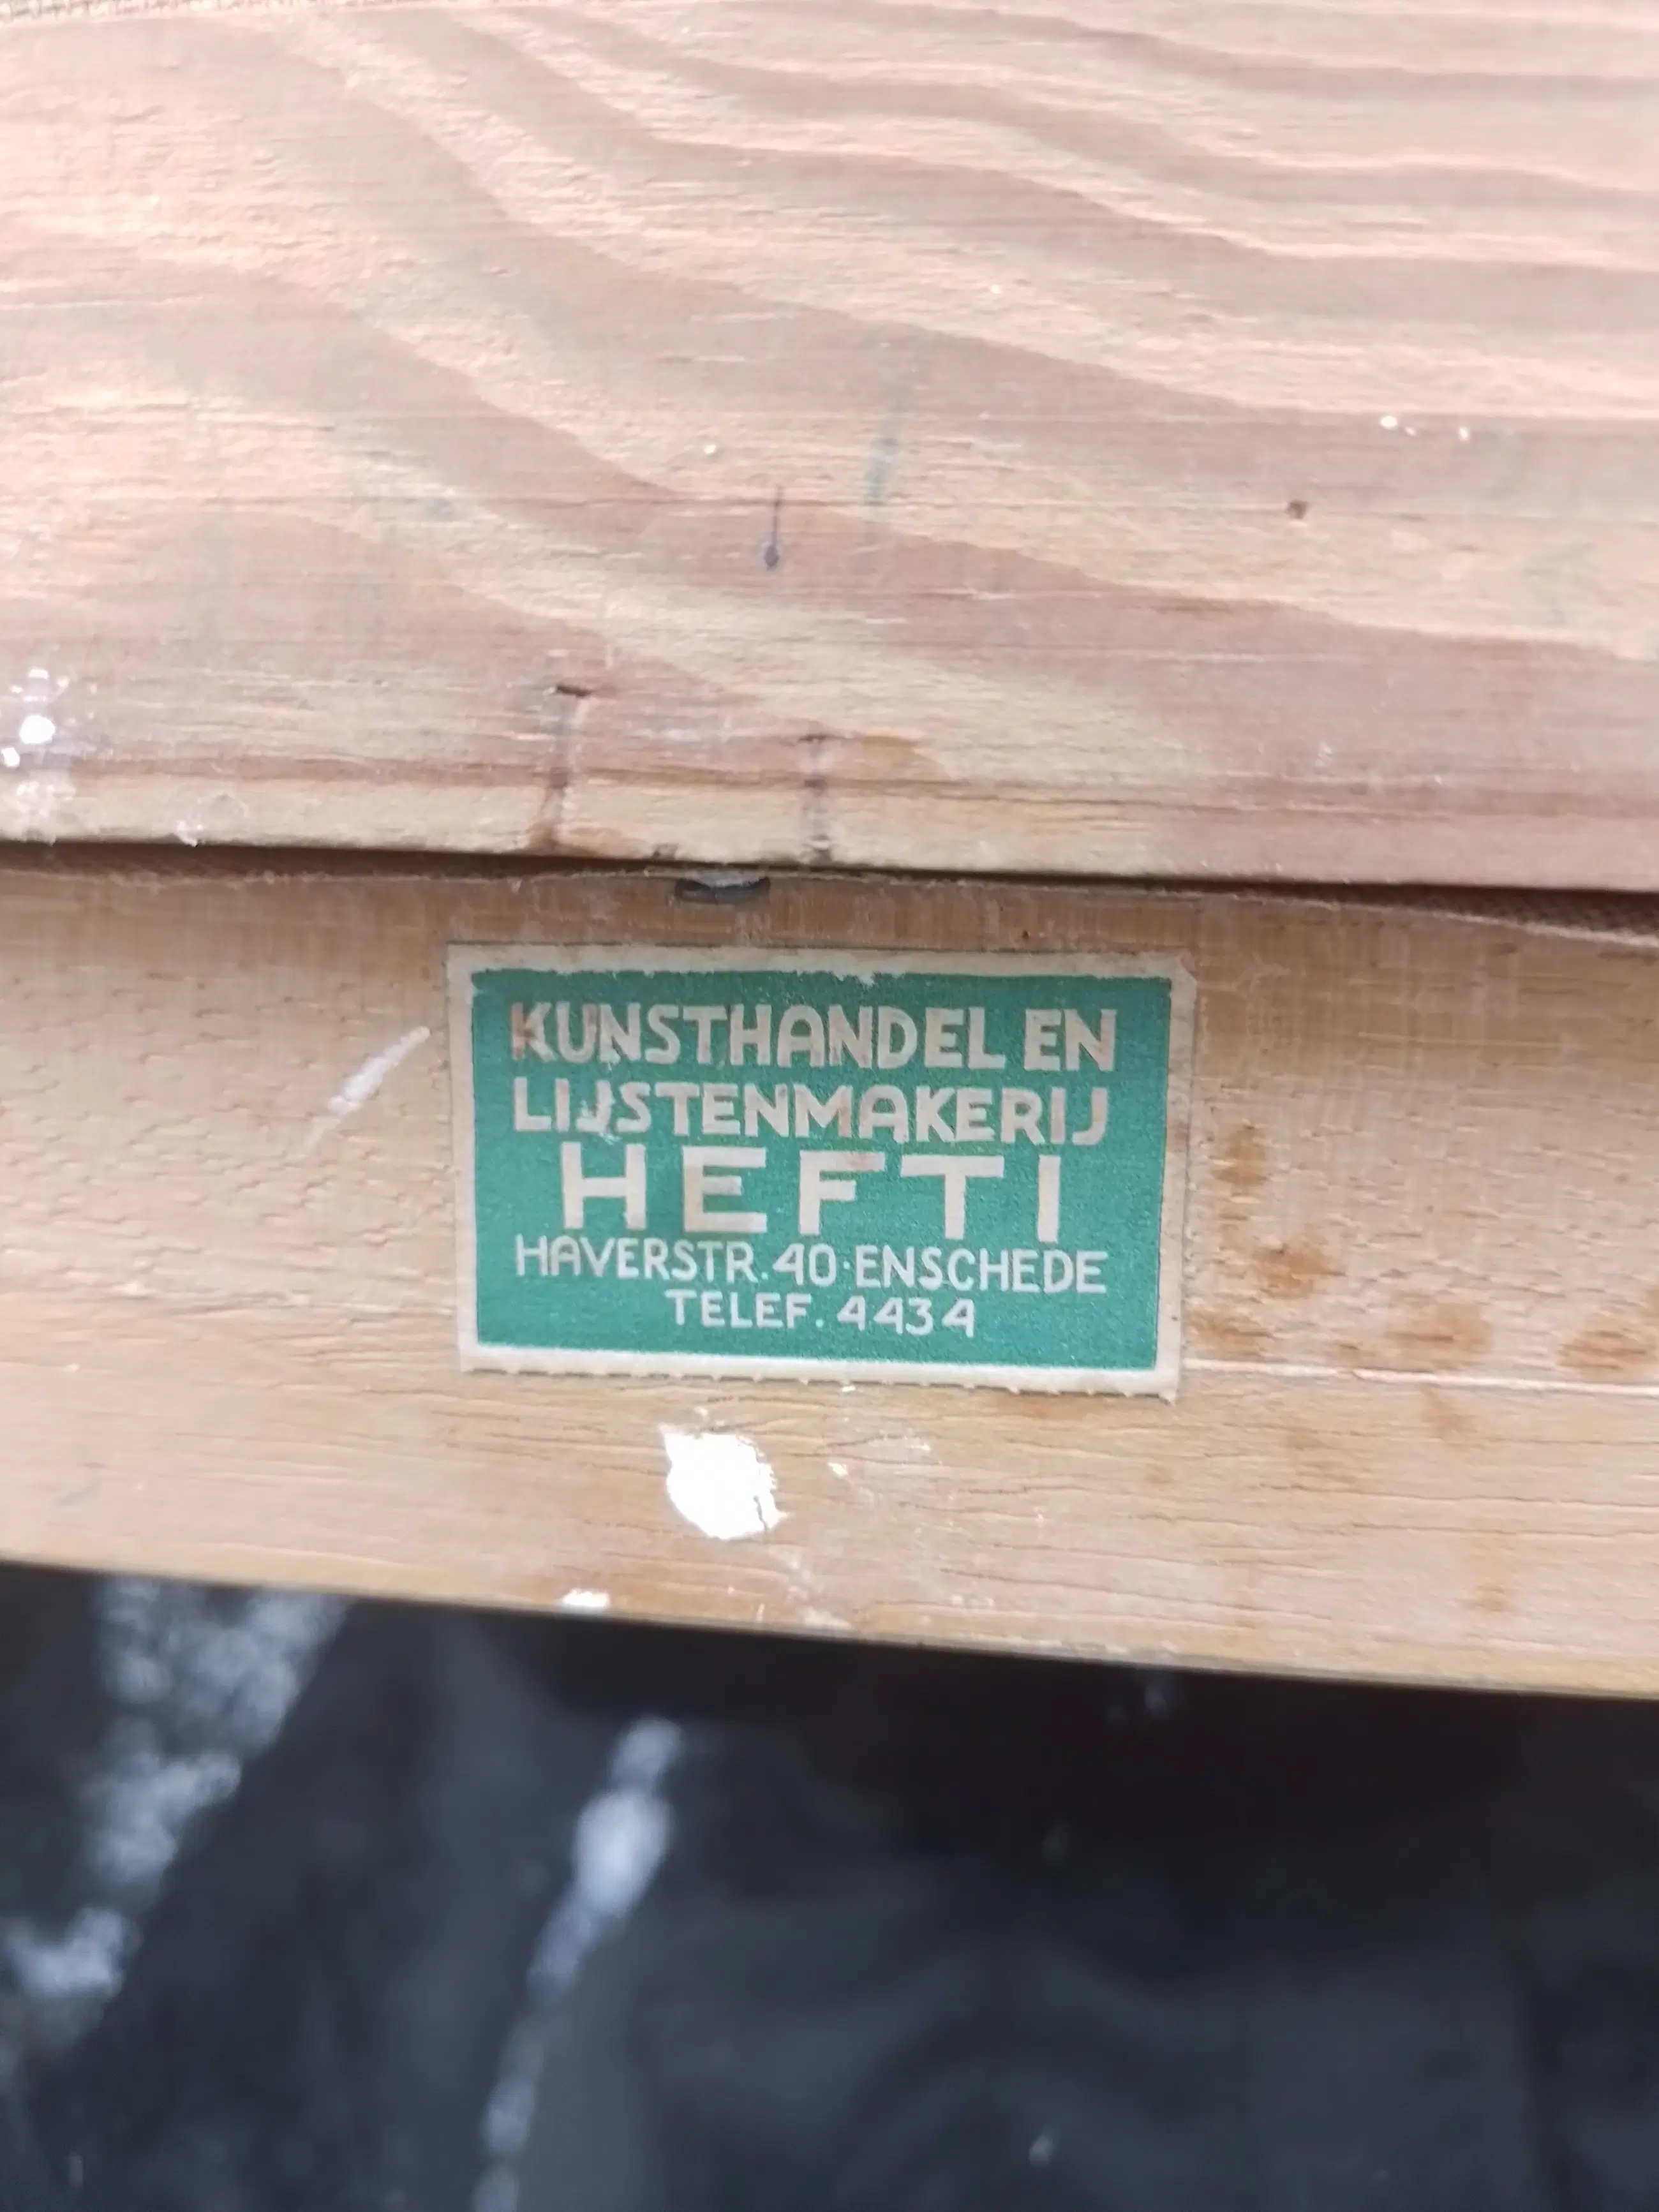 KUNSTHANDEL EN
LIJSTENMAKERIJ
HEFTI
HAVERSTR. 40·ENSCHEDE
TELEF. 4434